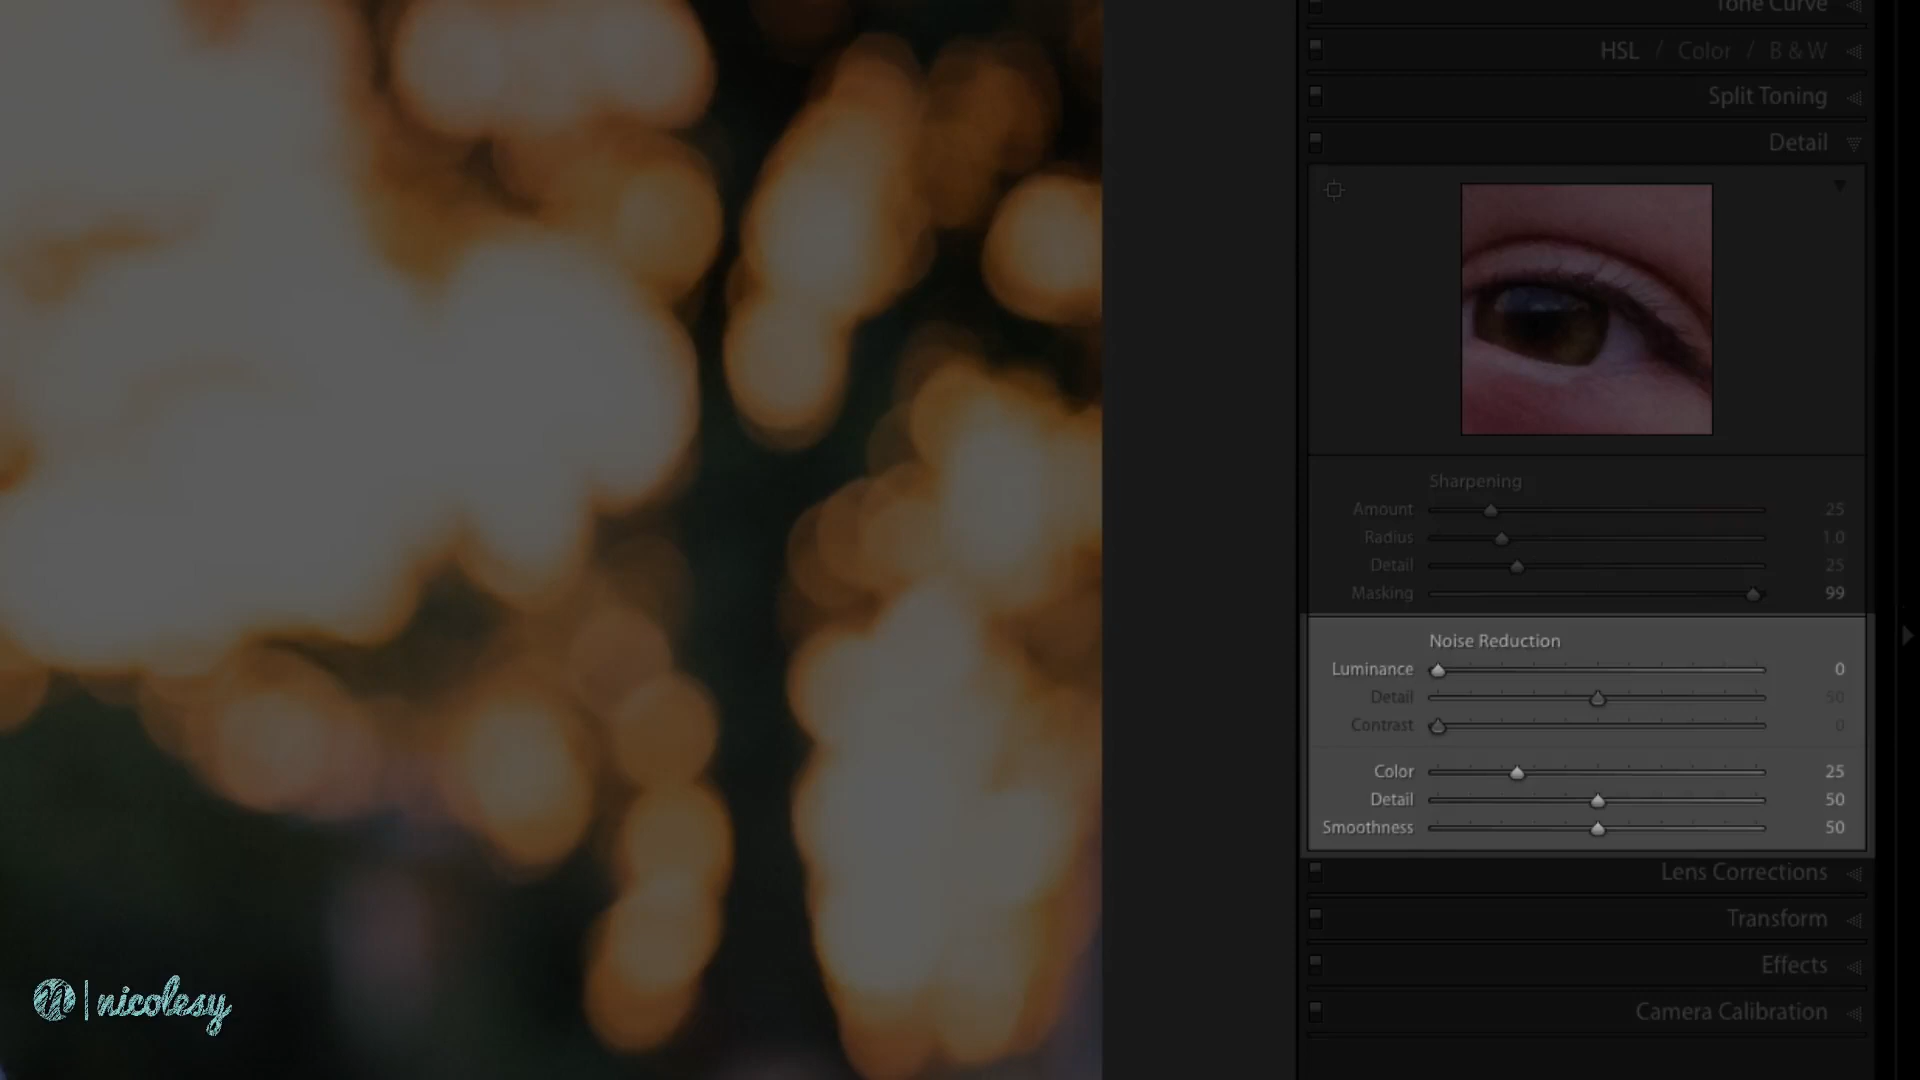 Tone Curve
HSL / Color / B & W
Split Toning
Detail
Sharpening
Amount 25
Radius 1.0
Detail 25
Masking 99
Noise Reduction
Luminance 0
Detail 50
Contrast 0
Color 25
Detail 50
Smoothness 50
Lens Corrections
Transform
Effects
Camera Calibration
n | nicolesy